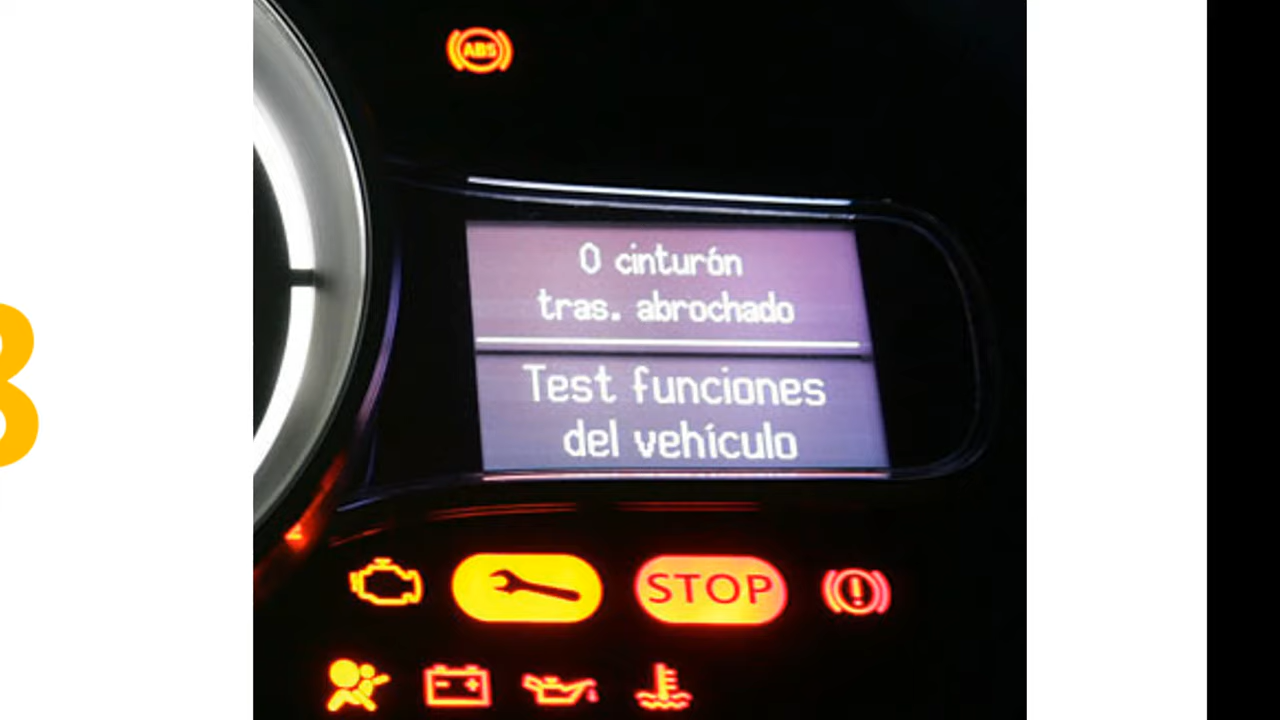 ABS
0 cinturón
tras. abrochado
Test funciones
del vehículo
STOP